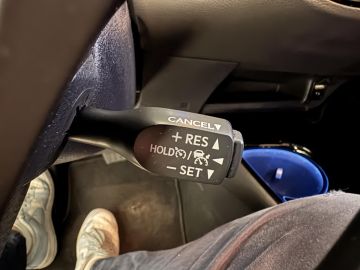 CANCEL▼
+ RES▲
HOLD /
− SET▼